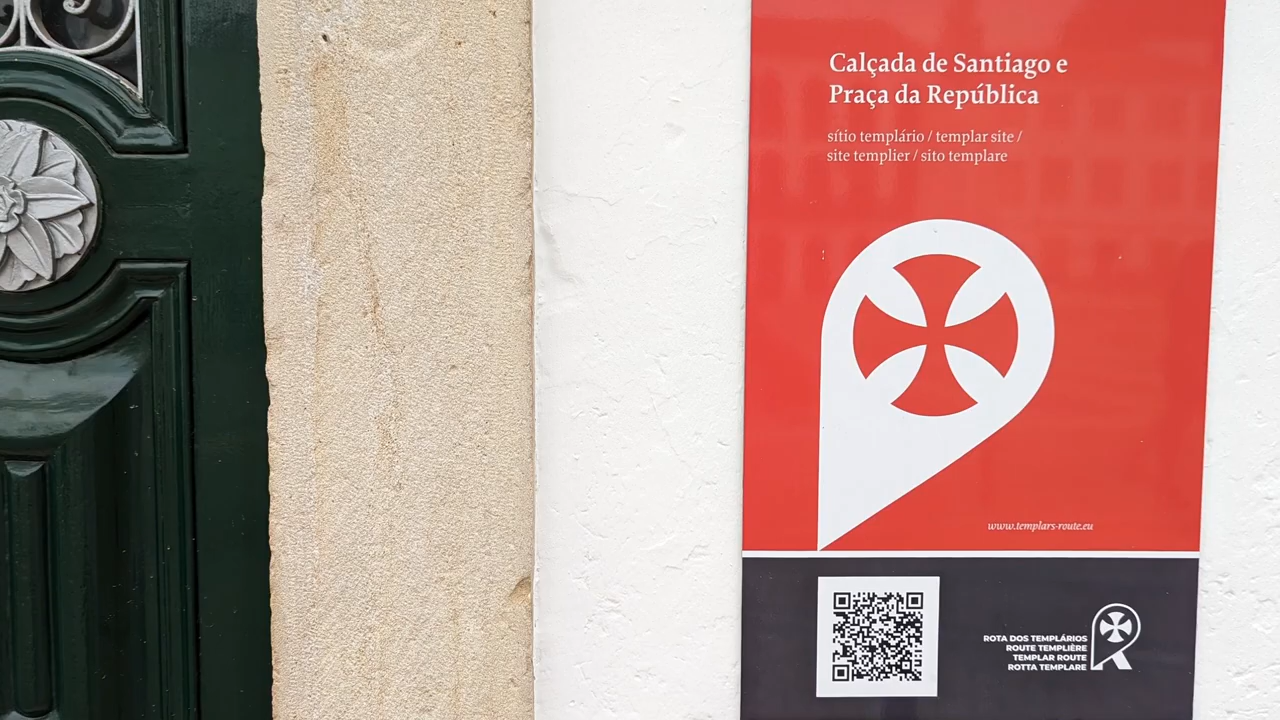 Calçada de Santiago e
Praça da República
sítio templário / templar site /
site templier / sito templare
www.templars-route.eu
ROTA DOS TEMPLÁRIOS
ROUTE TEMPLIÈRE
TEMPLAR ROUTE
ROTTA TEMPLARE